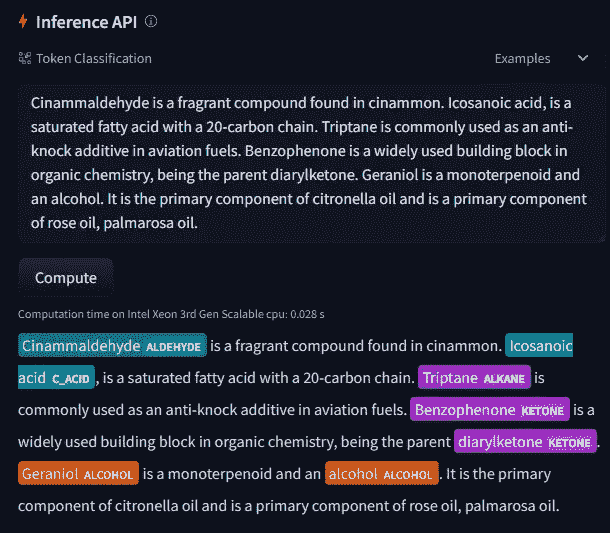 Inference API
Token Classification
Examples
Cinammaldehyde is a fragrant compound found in cinammon. Icosanoic acid, is a
saturated fatty acid with a 20-carbon chain. Triptane is commonly used as an anti-
knock additive in aviation fuels. Benzophenone is a widely used building block in
organic chemistry, being the parent diarylketone. Geraniol is a monoterpenoid and
an alcohol. It is the primary component of citronella oil and is a primary component
of rose oil, palmarosa oil.
Compute
Computation time on Intel Xeon 3rd Gen Scalable cpu: 0.028 s
Cinammaldehyde ALDEHYDE is a fragrant compound found in cinammon. Icosanoic
acid C_ACID, is a saturated fatty acid with a 20-carbon chain. Triptane ALKANE is
commonly used as an anti-knock additive in aviation fuels. Benzophenone KETONE is a
widely used building block in organic chemistry, being the parent diarylketone KETONE.
Geraniol ALCOHOL is a monoterpenoid and an alcohol ALCOHOL. It is the primary
component of citronella oil and is a primary component of rose oil, palmarosa oil.